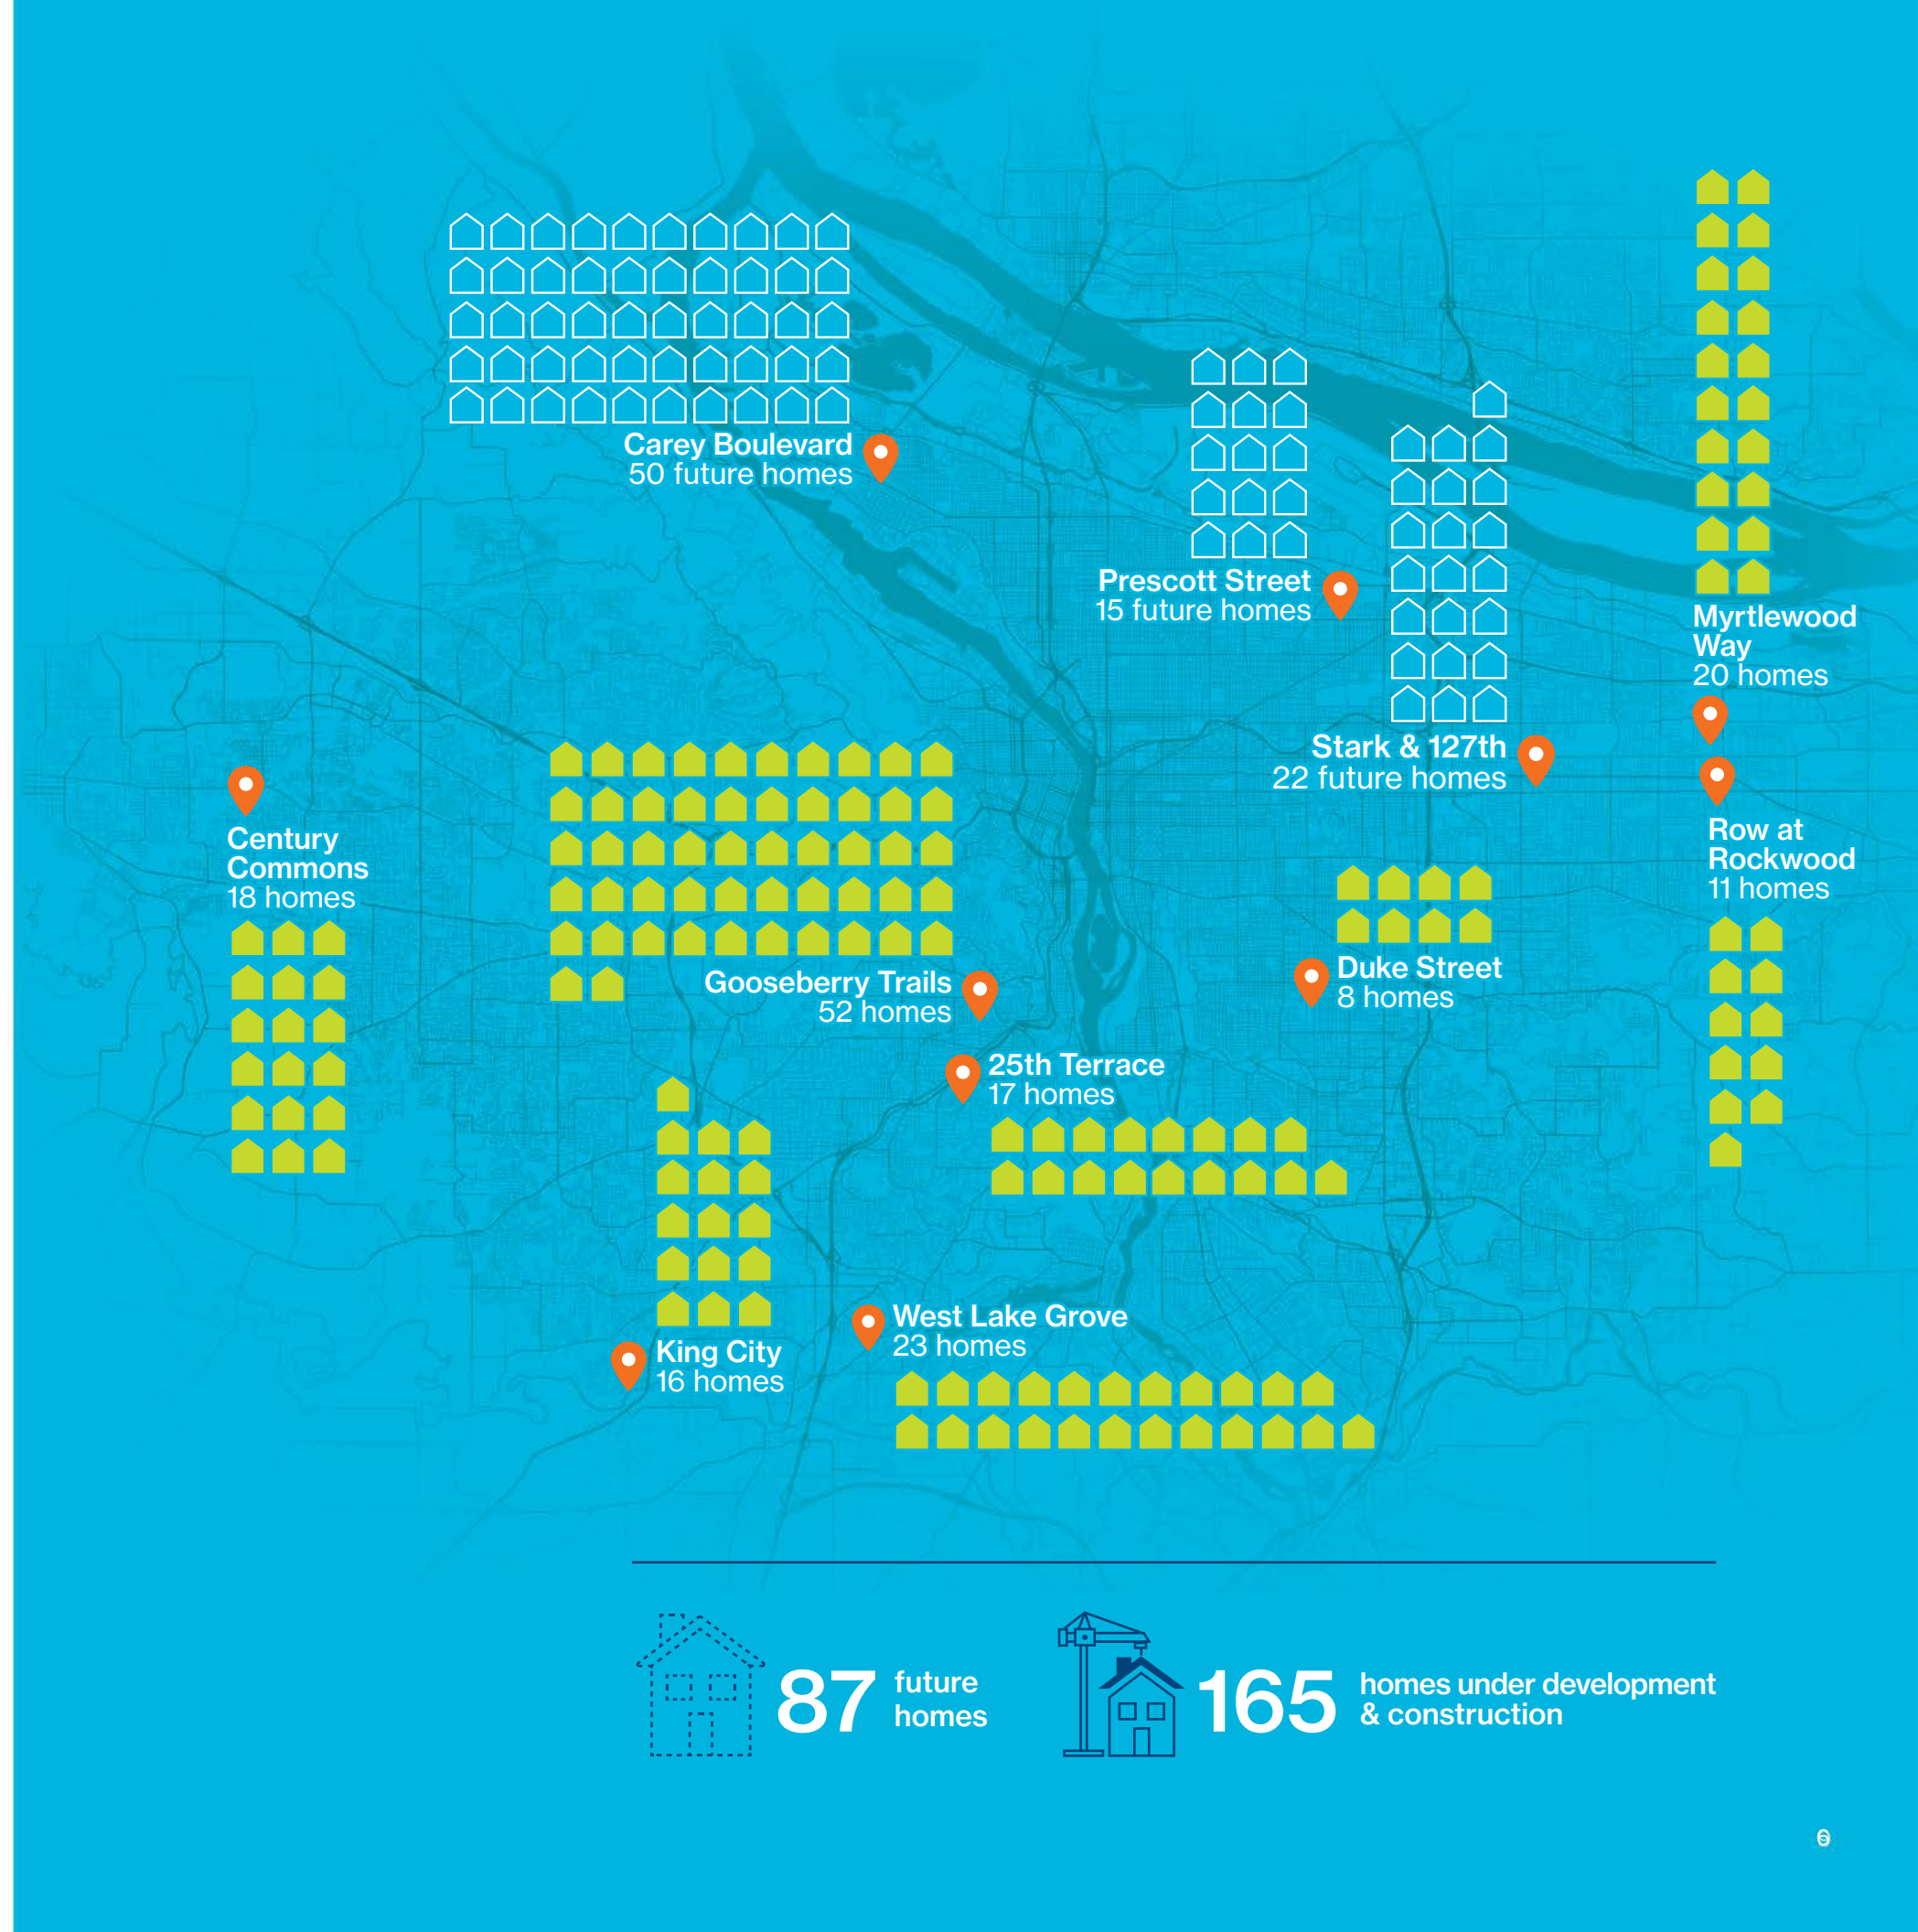 Carey Boulevard
50 future homes
Prescott Street
15 future homes
Myrtlewood
Way
20 homes
Stark & 127th
22 future homes
Century
Commons
18 homes
Row at
Rockwood
11 homes
Gooseberry Trails
52 homes
Duke Street
8 homes
25th Terrace
17 homes
West Lake Grove
23 homes
King City
16 homes
87 future
homes
165 homes under development
& construction